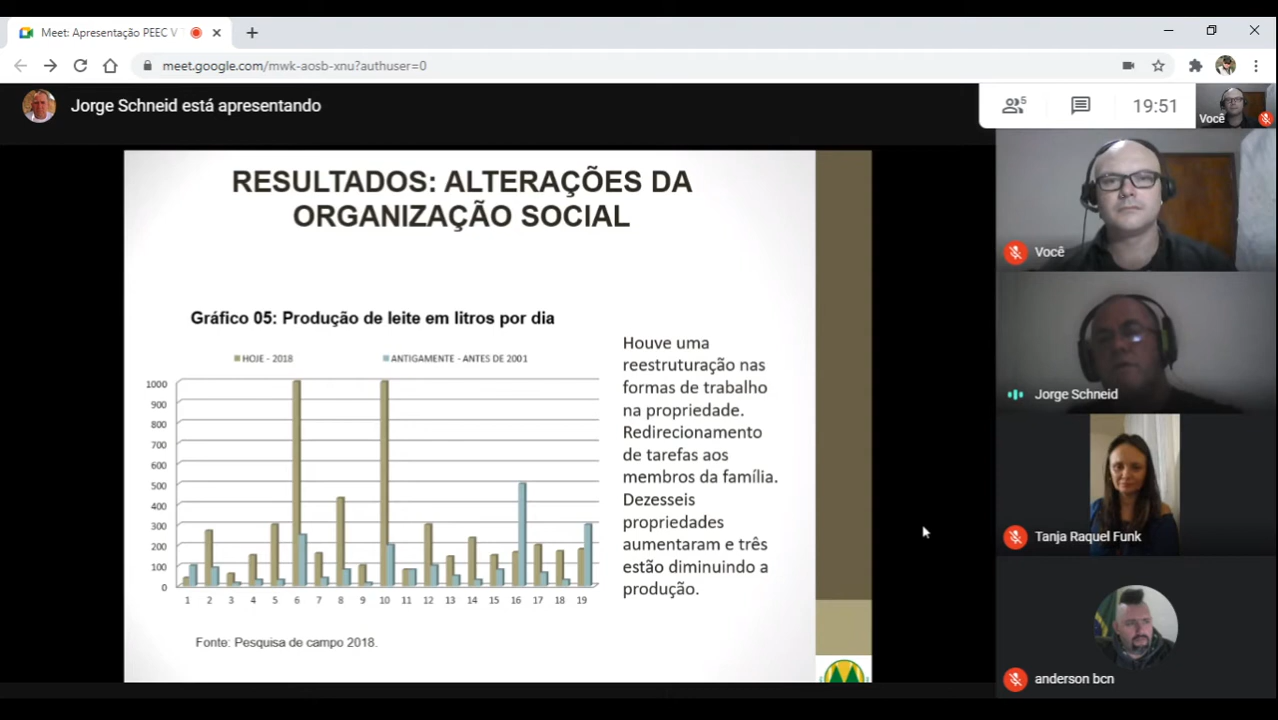 Meet: Apresentação PEEC V
meet.google.com/mwk-aosb-xnu?authuser=0
Jorge Schneid está apresentando
5
19:51
Você
RESULTADOS: ALTERAÇÕES DA
ORGANIZAÇÃO SOCIAL
Você
Gráfico 05: Produção de leite em litros por dia
HOJE - 2018
ANTIGAMENTE - ANTES DE 2001
1000
900
800
700
600
500
400
300
200
100
0
1 2 3 4 5 6 7 8 9 10 11 12 13 14 15 16 17 18 19
Fonte: Pesquisa de campo 2018.
Houve uma
reestruturação nas
formas de trabalho
na propriedade.
Redirecionamento
de tarefas aos
membros da família.
Dezesseis
propriedades
aumentaram e três
estão diminuindo a
produção.
Jorge Schneid
Tanja Raquel Funk
anderson bcn